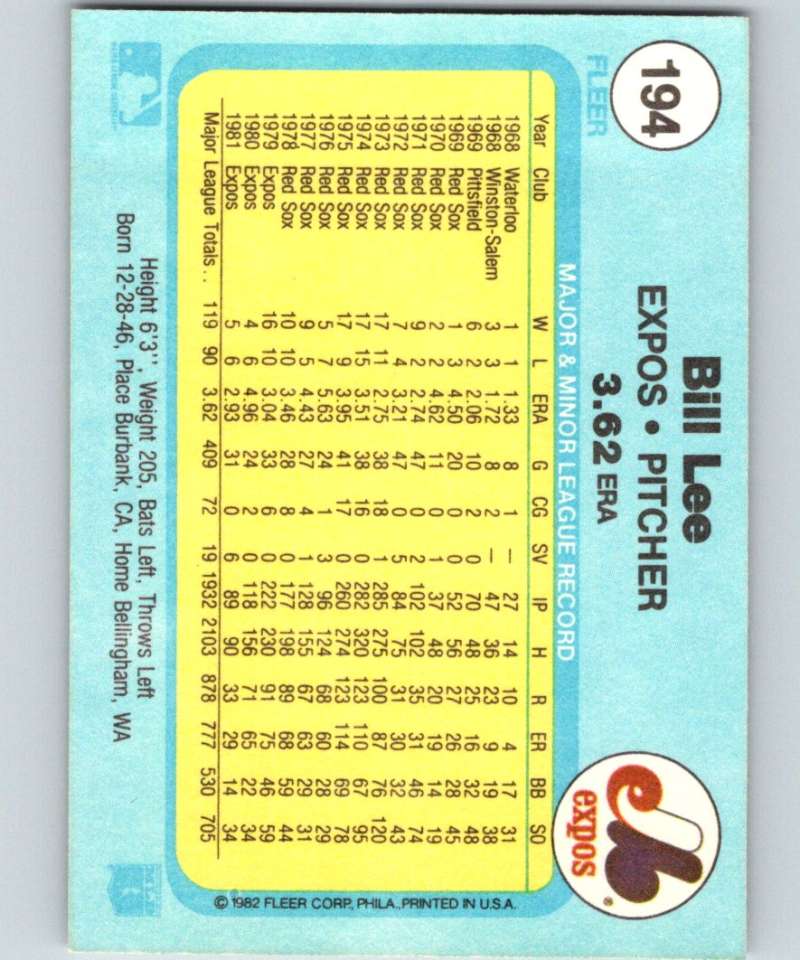 194
FLEER
Bill Lee
EXPOS • PITCHER
3.62 ERA
expos
®
MAJOR & MINOR LEAGUE RECORD
Year Club W L ERA G CG SV IP H R ER BB SO
1968 Waterloo 1 1 1.33 8 1 — 27 14 10 4 17 31
1968 Winston-Salem 3 3 1.72 8 2 — 47 36 23 9 19 38
1969 Pittsfield 6 2 2.06 10 2 0 70 48 25 16 32 48
1969 Red Sox 1 3 4.50 20 0 0 52 56 27 26 28 45
1970 Red Sox 2 2 4.62 11 0 1 37 48 20 19 14 19
1971 Red Sox 9 2 2.74 47 0 2 102 102 35 31 46 74
1972 Red Sox 7 4 3.21 47 0 5 84 75 31 30 32 43
1973 Red Sox 17 11 2.75 38 18 1 285 275 100 87 76 120
1974 Red Sox 17 15 3.51 38 16 0 282 320 123 110 67 95
1975 Red Sox 17 9 3.95 41 17 0 260 274 123 114 69 78
1976 Red Sox 5 7 5.63 24 1 3 96 124 68 60 28 29
1977 Red Sox 9 5 4.43 27 4 1 128 155 67 63 29 31
1978 Red Sox 10 10 3.46 28 8 0 177 198 89 68 59 44
1979 Expos 16 10 3.04 33 6 0 222 230 91 75 46 59
1980 Expos 4 6 4.96 24 0 0 118 156 71 65 22 34
1981 Expos 5 6 2.93 31 0 6 89 90 33 29 14 34
Major League Totals . . 119 90 3.62 409 72 19 1932 2103 878 777 530 705
© 1982 FLEER CORP., PHILA., PRINTED IN U.S.A.
Height 6'3'', Weight 205, Bats Left, Throws Left
Born 12-28-46, Place Burbank, CA, Home Bellingham, WA